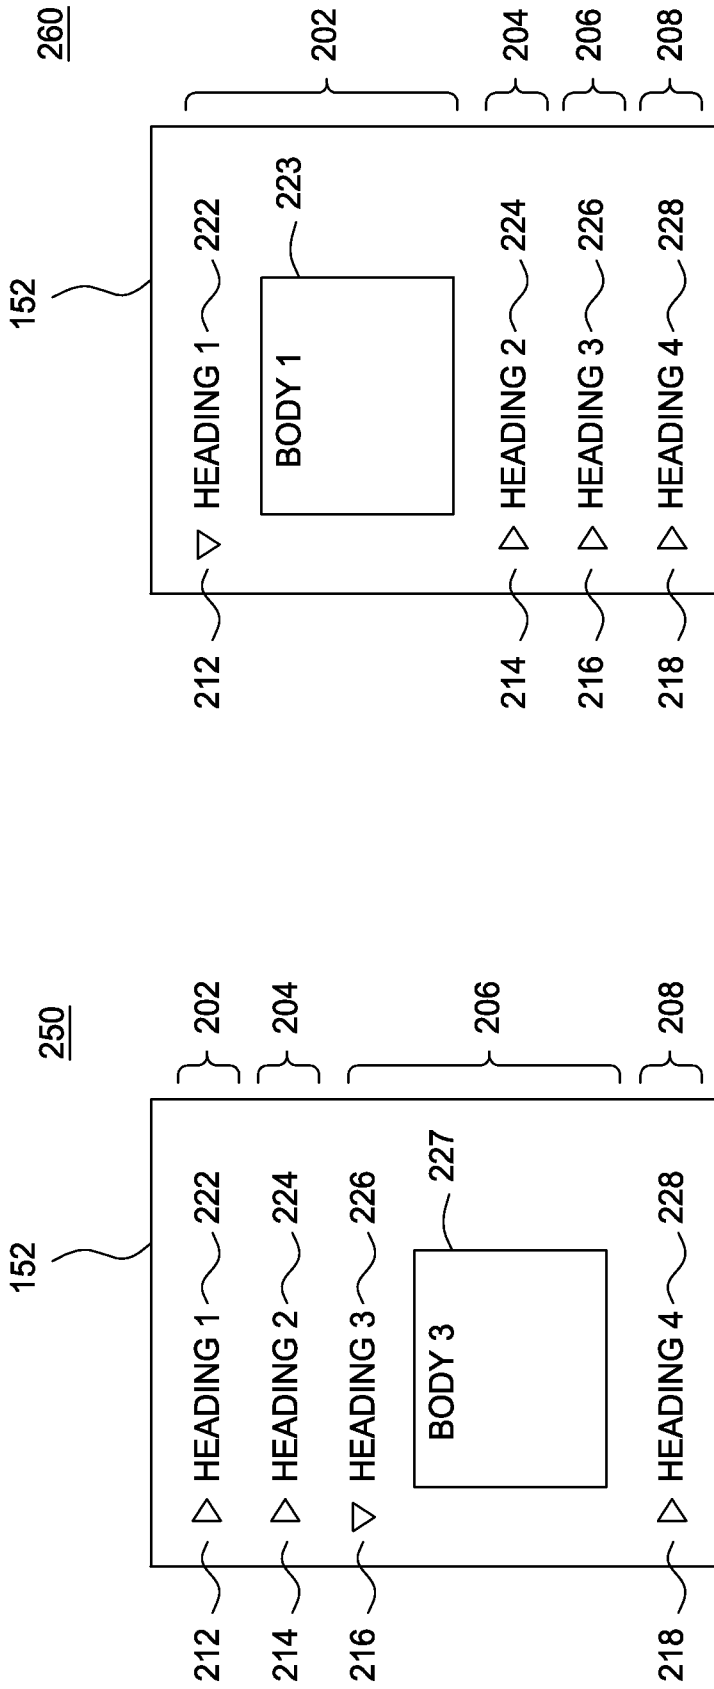 250
152
212 ▷ HEADING 1 222 202
214 ▷ HEADING 2 224 204
216 ▽ HEADING 3 226
BODY 3 227 206
218 ▷ HEADING 4 228 208
260
152
212 ▽ HEADING 1 222
BODY 1 223 202
214 ▷ HEADING 2 224 204
216 ▷ HEADING 3 226 206
218 ▷ HEADING 4 228 208